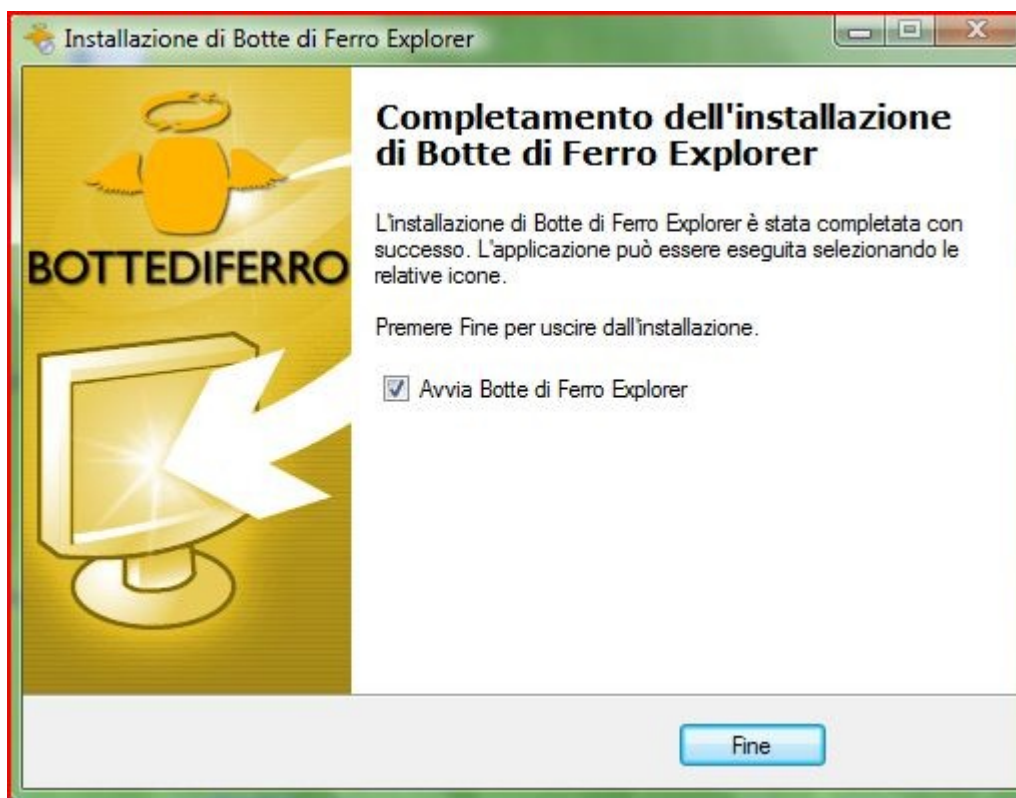 Installazione di Botte di Ferro Explorer
BOTTEDIFERRO
Completamento dell'installazione
di Botte di Ferro Explorer
L'installazione di Botte di Ferro Explorer è stata completata con
successo. L'applicazione può essere eseguita selezionando le
relative icone.
Premere Fine per uscire dall'installazione.
Avvia Botte di Ferro Explorer
Fine